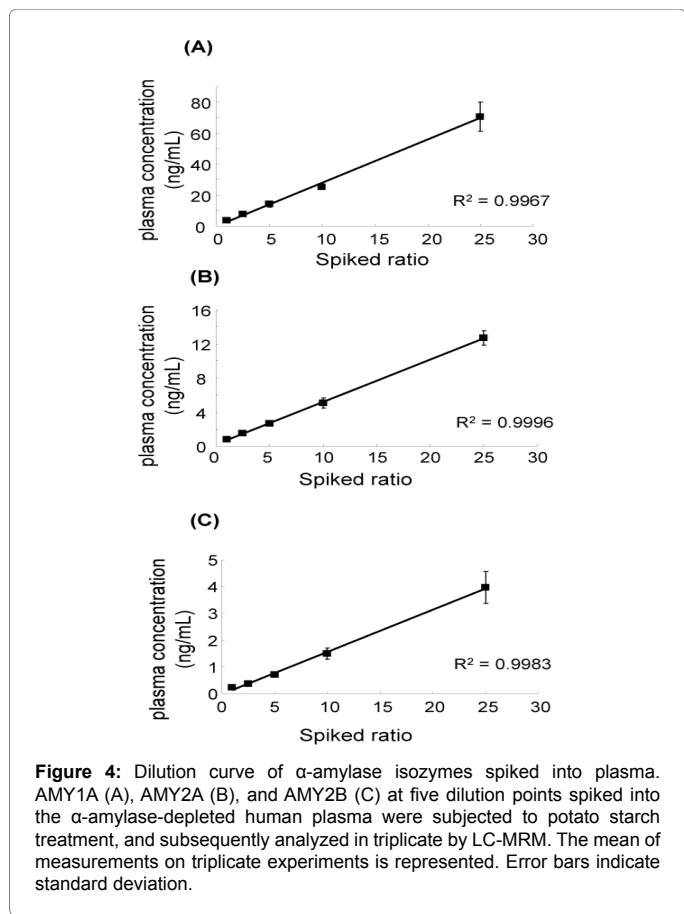 (A)
plasma concentration
(ng/mL)
80
60
40
20
0
0 5 10 15 20 25 30
R² = 0.9967
Spiked ratio
(B)
plasma concentration
(ng/mL)
16
12
8
4
0
0 5 10 15 20 25 30
R² = 0.9996
Spiked ratio
(C)
plasma concentration
(ng/mL)
5
4
3
2
1
0
0 5 10 15 20 25 30
R² = 0.9983
Spiked ratio
Figure 4: Dilution curve of α-amylase isozymes spiked into plasma.
AMY1A (A), AMY2A (B), and AMY2B (C) at five dilution points spiked into
the α-amylase-depleted human plasma were subjected to potato starch
treatment, and subsequently analyzed in triplicate by LC-MRM. The mean of
measurements on triplicate experiments is represented. Error bars indicate
standard deviation.